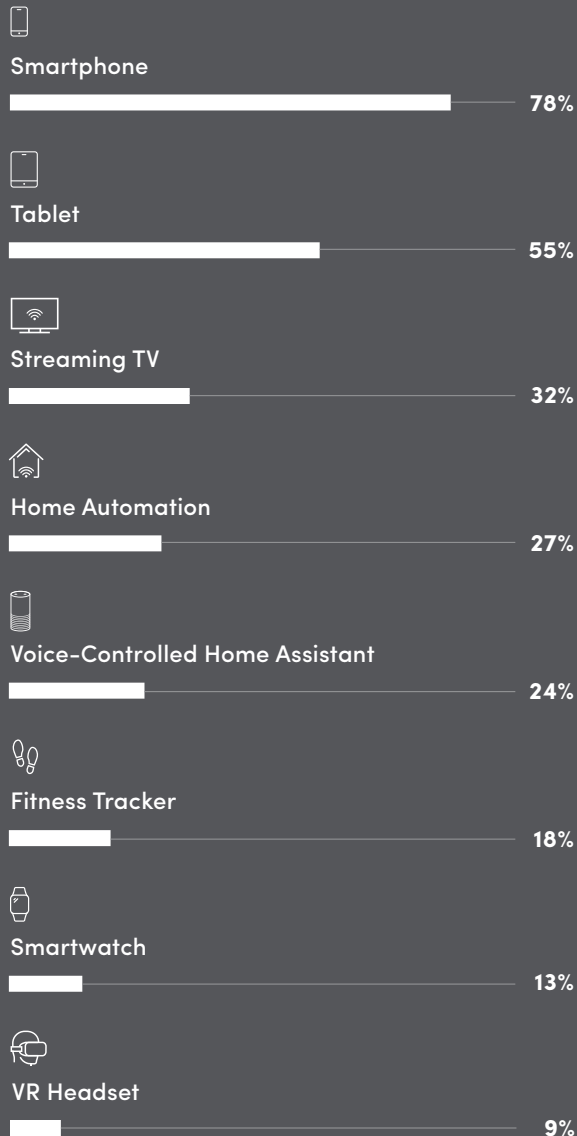 Smartphone
78%
Tablet
55%
Streaming TV
32%
Home Automation
27%
Voice-Controlled Home Assistant
24%
Fitness Tracker
18%
Smartwatch
13%
VR Headset
9%